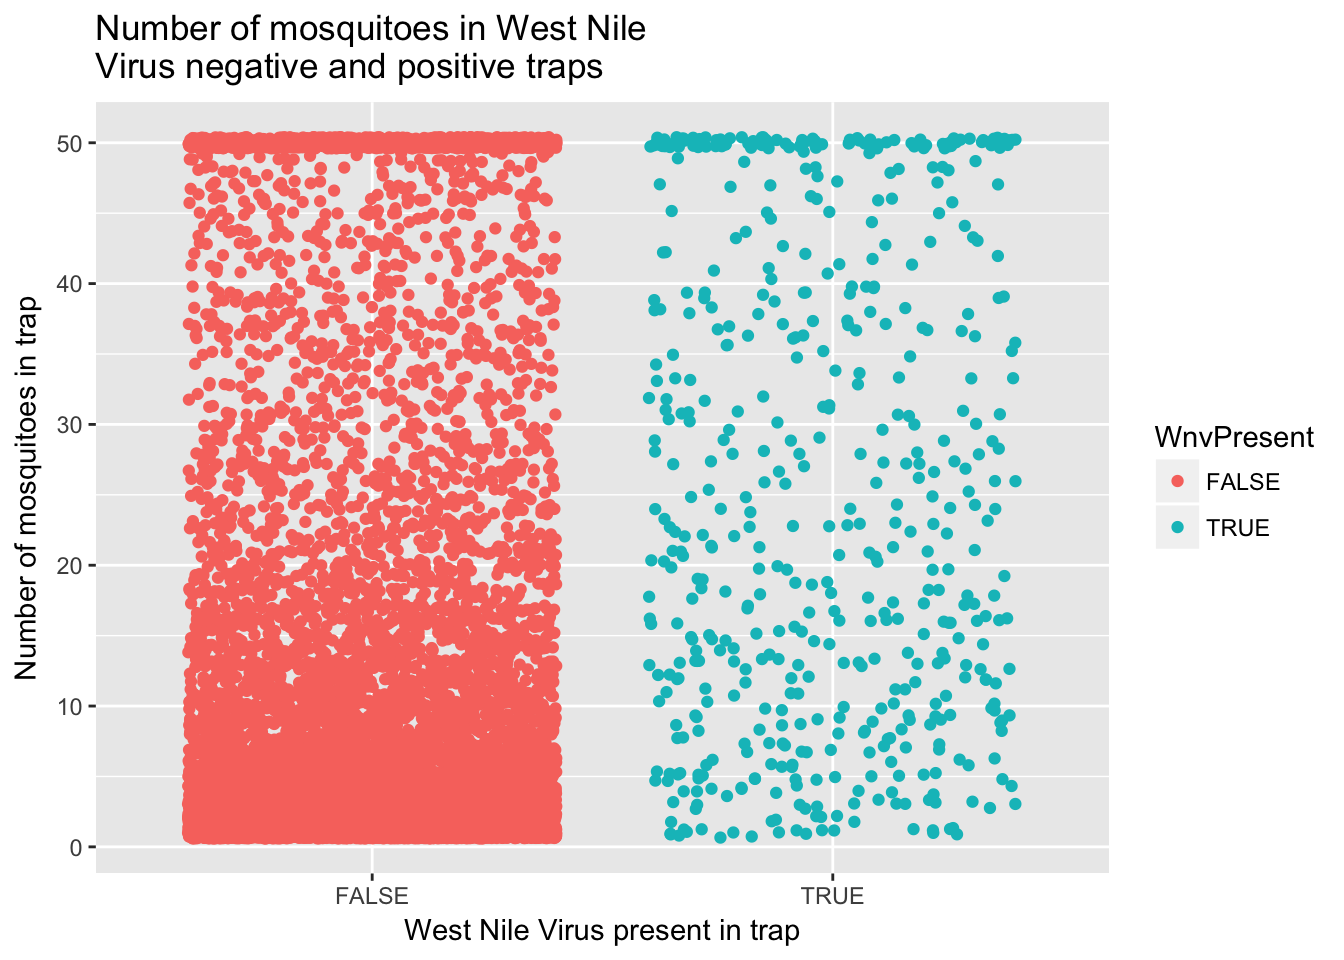 Number of mosquitoes in West Nile
Virus negative and positive traps
Number of mosquitoes in trap
50
40
30
20
10
0
FALSE
TRUE
West Nile Virus present in trap
WnvPresent
FALSE
TRUE